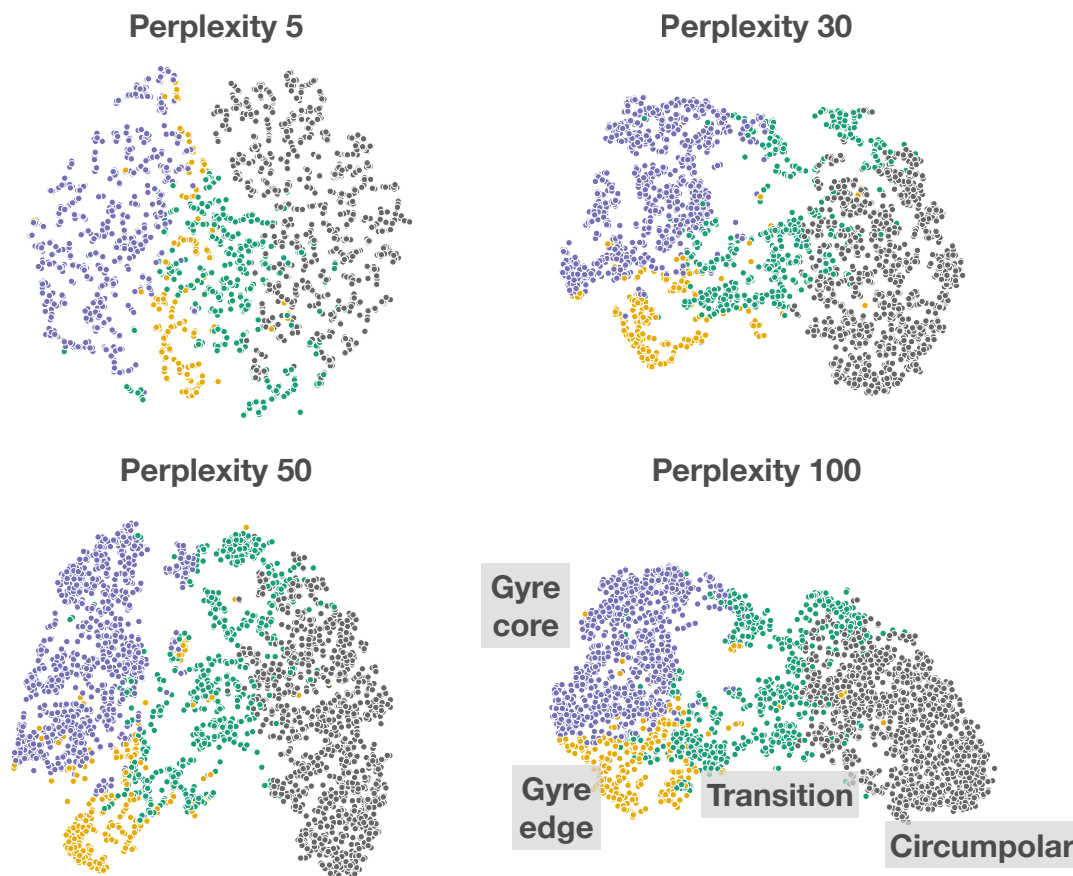 Perplexity 5
Perplexity 30
Perplexity 50
Perplexity 100
Gyre
core
Gyre
edge
Transition
Circumpolar